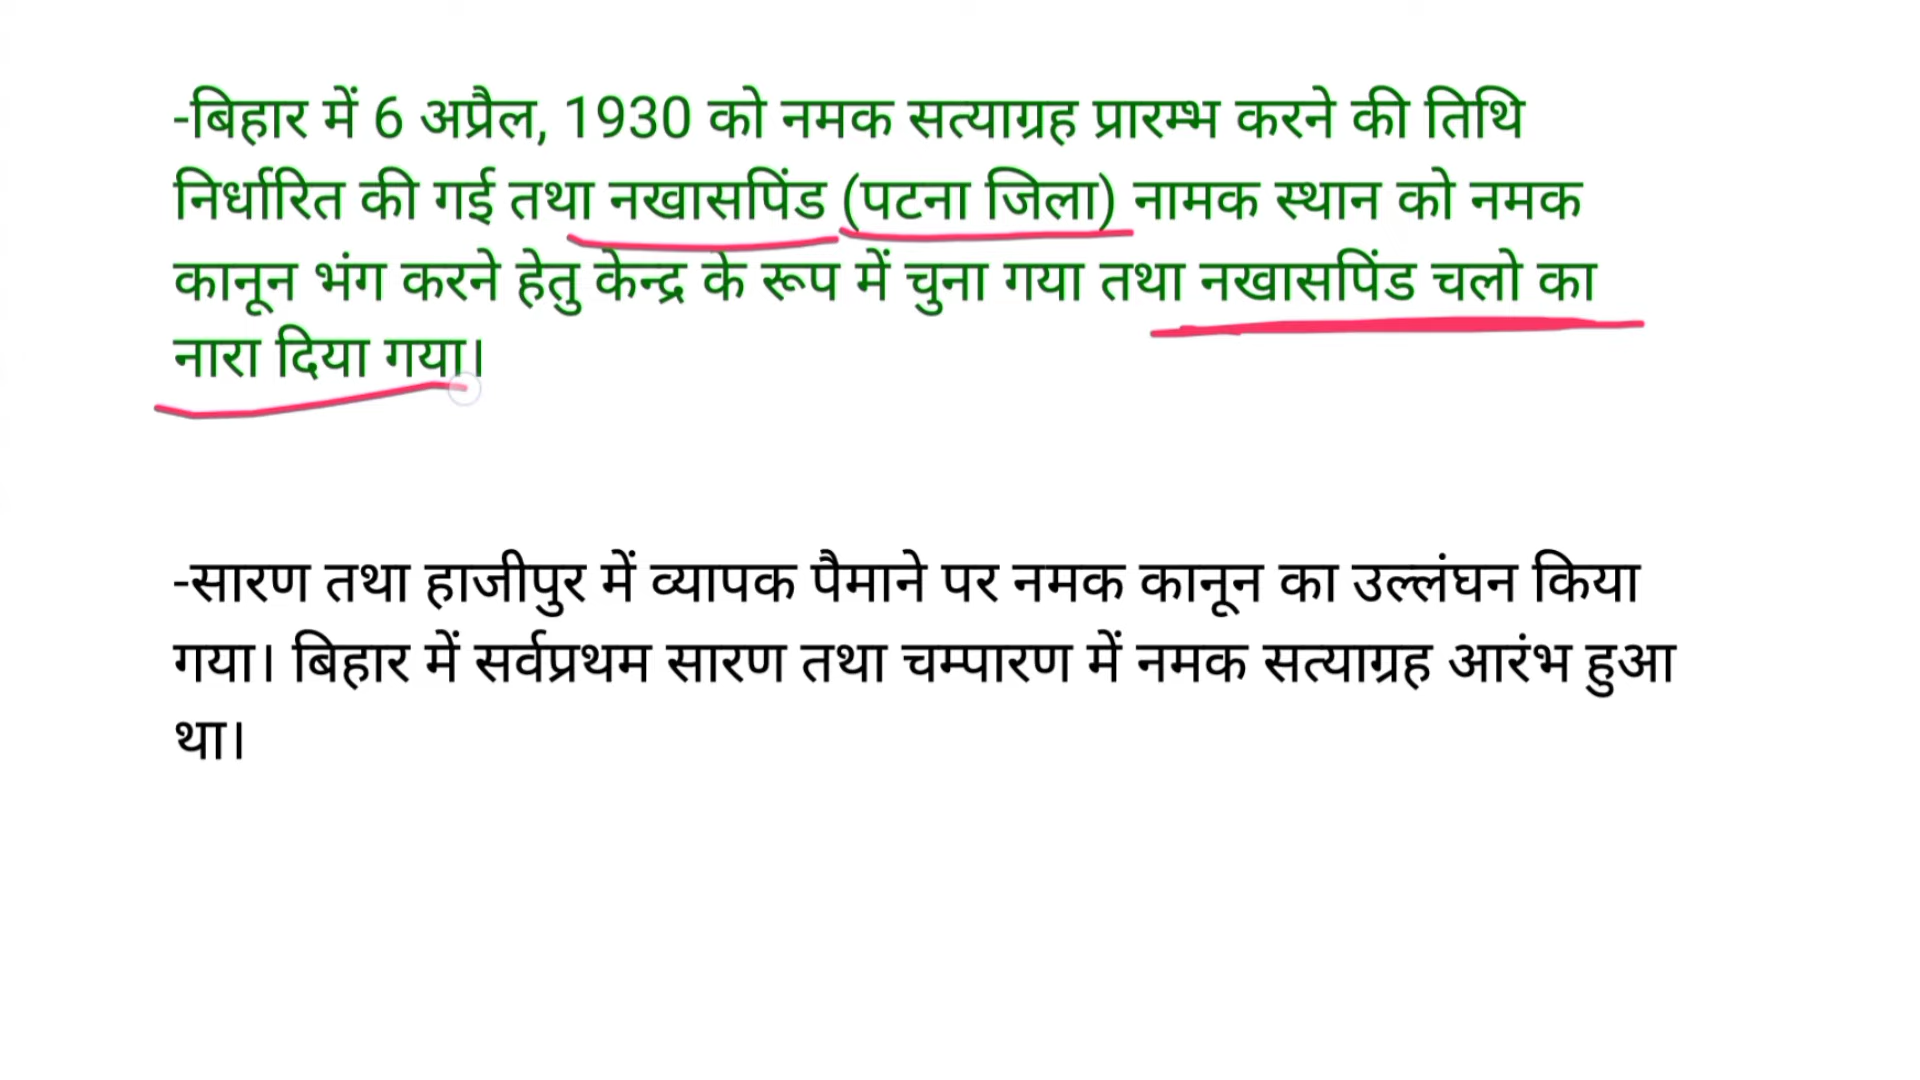 -बिहार में 6 अप्रैल, 1930 को नमक सत्याग्रह प्रारम्भ करने की तिथि
निर्धारित की गई तथा नखासपिंड (पटना जिला) नामक स्थान को नमक
कानून भंग करने हेतु केन्द्र के रूप में चुना गया तथा नखासपिंड चलो का
नारा दिया गया।
-सारण तथा हाजीपुर में व्यापक पैमाने पर नमक कानून का उल्लंघन किया
गया। बिहार में सर्वप्रथम सारण तथा चम्पारण में नमक सत्याग्रह आरंभ हुआ
था।